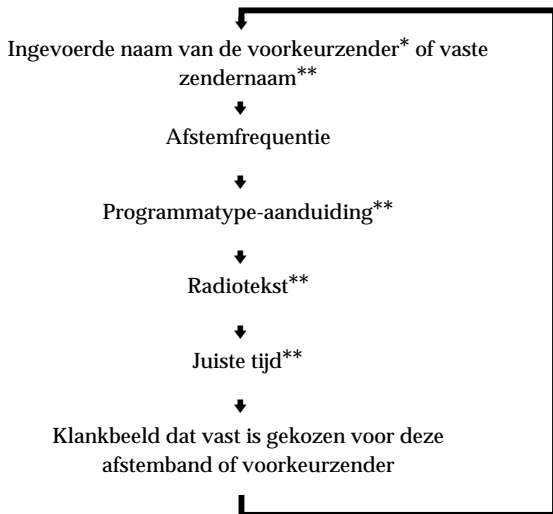 Ingevoerde naam van de voorkeurzender* of vaste
zendernaam**
Afstemfrequentie
Programmatype-aanduiding**
Radiotekst**
Juiste tijd**
Klankbeeld dat vast is gekozen voor deze
afstemband of voorkeurzender